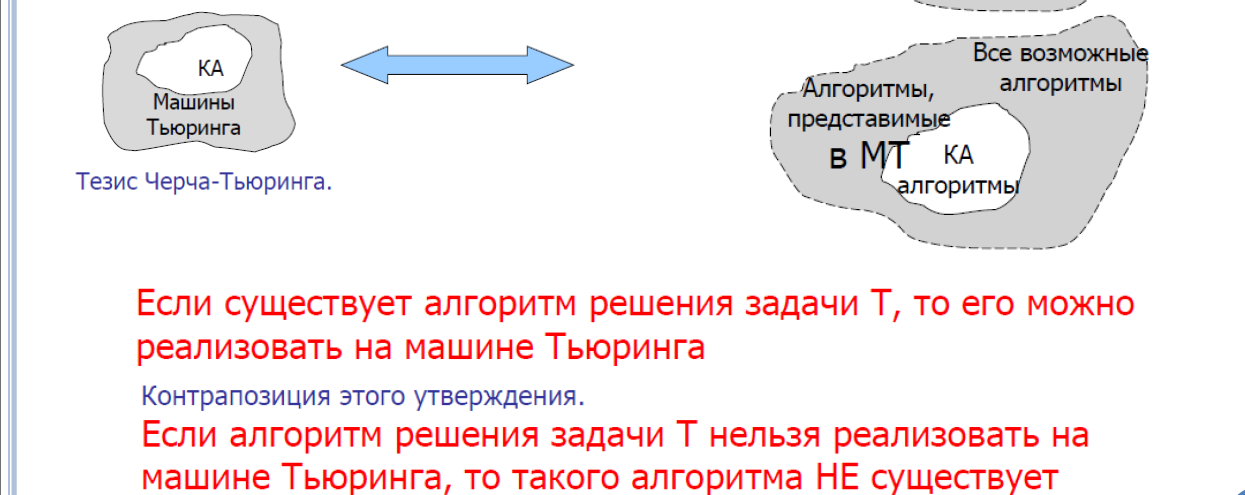 КА
Машины
Тьюринга
Все возможные
алгоритмы
Алгоритмы,
представимые
в МТ
КА
алгоритмы
Тезис Черча-Тьюринга.
Если существует алгоритм решения задачи Т, то его можно
реализовать на машине Тьюринга
Контрапозиция этого утверждения.
Если алгоритм решения задачи Т нельзя реализовать на
машине Тьюринга, то такого алгоритма НЕ существует